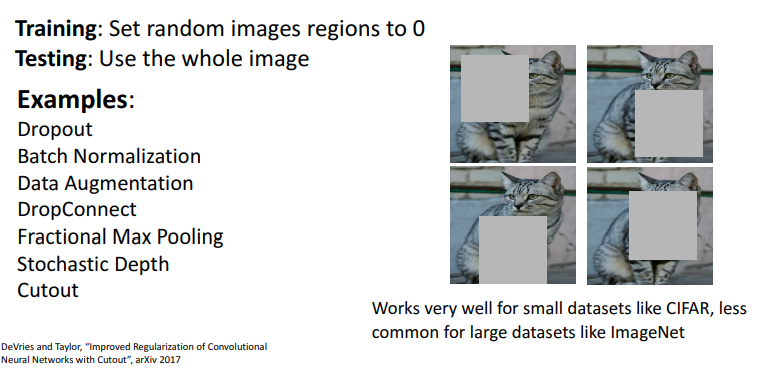 Training: Set random images regions to 0
Testing: Use the whole image
Examples:
Dropout
Batch Normalization
Data Augmentation
DropConnect
Fractional Max Pooling
Stochastic Depth
Cutout
Works very well for small datasets like CIFAR, less
common for large datasets like ImageNet
DeVries and Taylor, “Improved Regularization of Convolutional
Neural Networks with Cutout”, arXiv 2017